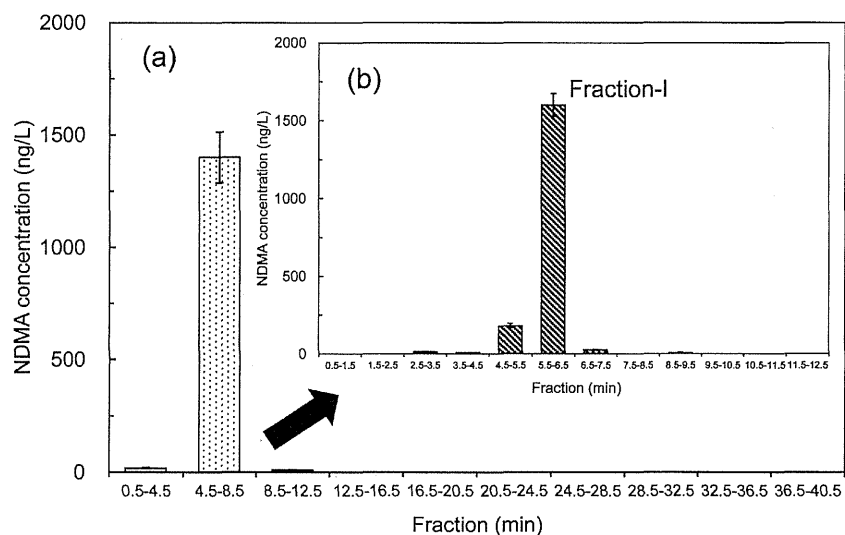 (a)
NDMA concentration (ng/L)
2000
1500
1000
500
0
0.5-4.5 4.5-8.5 8.5-12.5 12.5-16.5 16.5-20.5 20.5-24.5 24.5-28.5 28.5-32.5 32.5-36.5 36.5-40.5
Fraction (min)
(b)
Fraction-I
NDMA concentration (ng/L)
2000
1500
1000
500
0
0.5-1.5 1.5-2.5 2.5-3.5 3.5-4.5 4.5-5.5 5.5-6.5 6.5-7.5 7.5-8.5 8.5-9.5 9.5-10.5 10.5-11.5 11.5-12.5
Fraction (min)